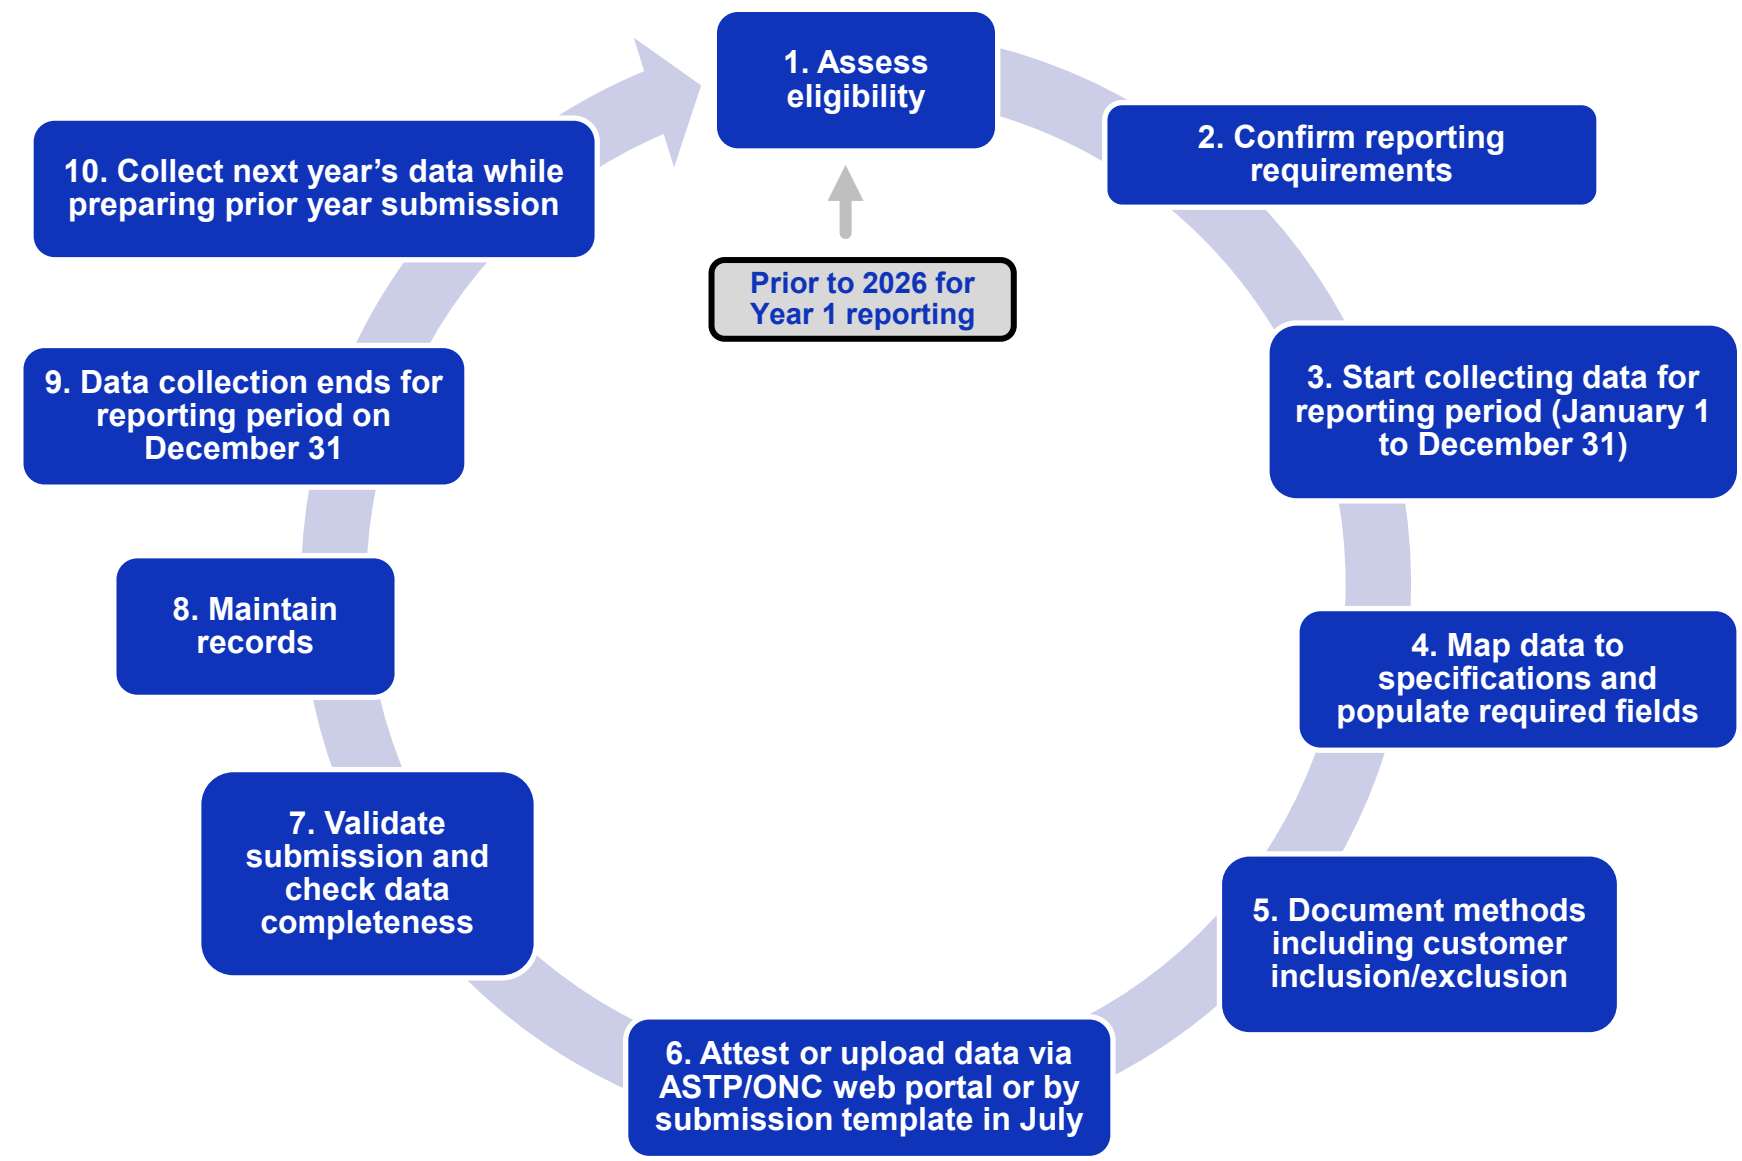 1. Assess
eligibility
2. Confirm reporting
requirements
3. Start collecting data for
reporting period (January 1
to December 31)
4. Map data to
specifications and
populate required fields
5. Document methods
including customer
inclusion/exclusion
6. Attest or upload data via
ASTP/ONC web portal or by
submission template in July
7. Validate
submission and
check data
completeness
8. Maintain
records
9. Data collection ends for
reporting period on
December 31
10. Collect next year’s data while
preparing prior year submission
Prior to 2026 for
Year 1 reporting